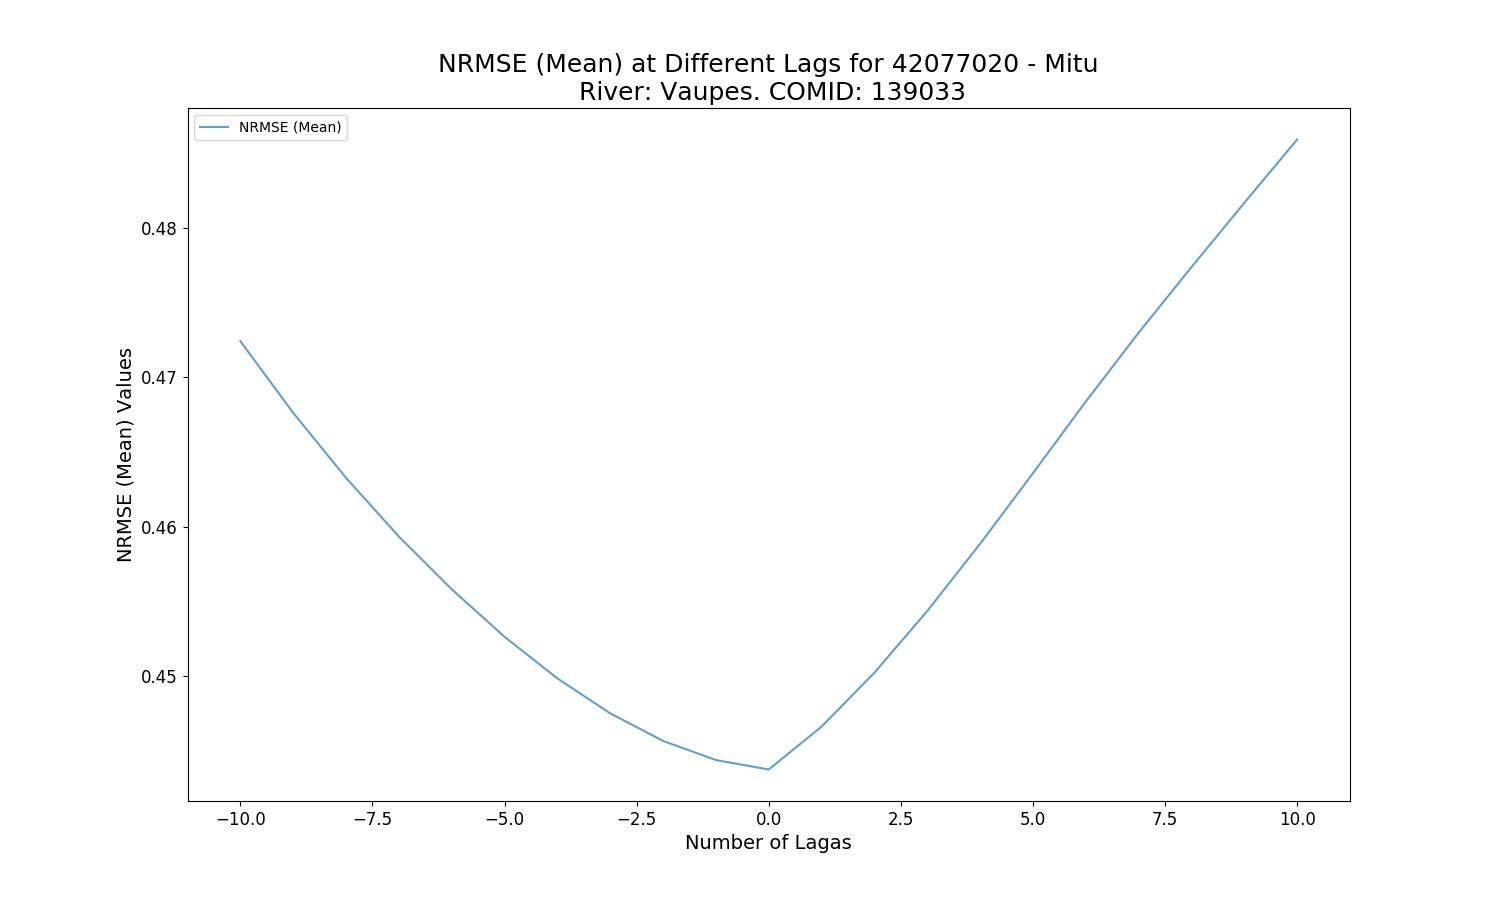 NRMSE (Mean) at Different Lags for 42077020 - Mitu
River: Vaupes. COMID: 139033
NRMSE (Mean)
NRMSE (Mean) Values
0.48
0.47
0.46
0.45
−10.0 −7.5 −5.0 −2.5 0.0 2.5 5.0 7.5 10.0
Number of Lagas